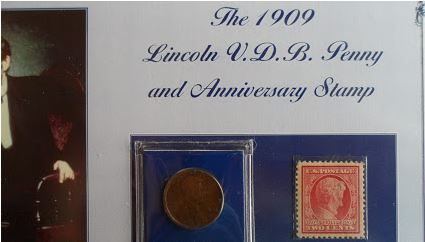 The 1909
Lincoln V.D.B. Penny
and Anniversary Stamp
U.S. POSTAGE
TWO CENTS